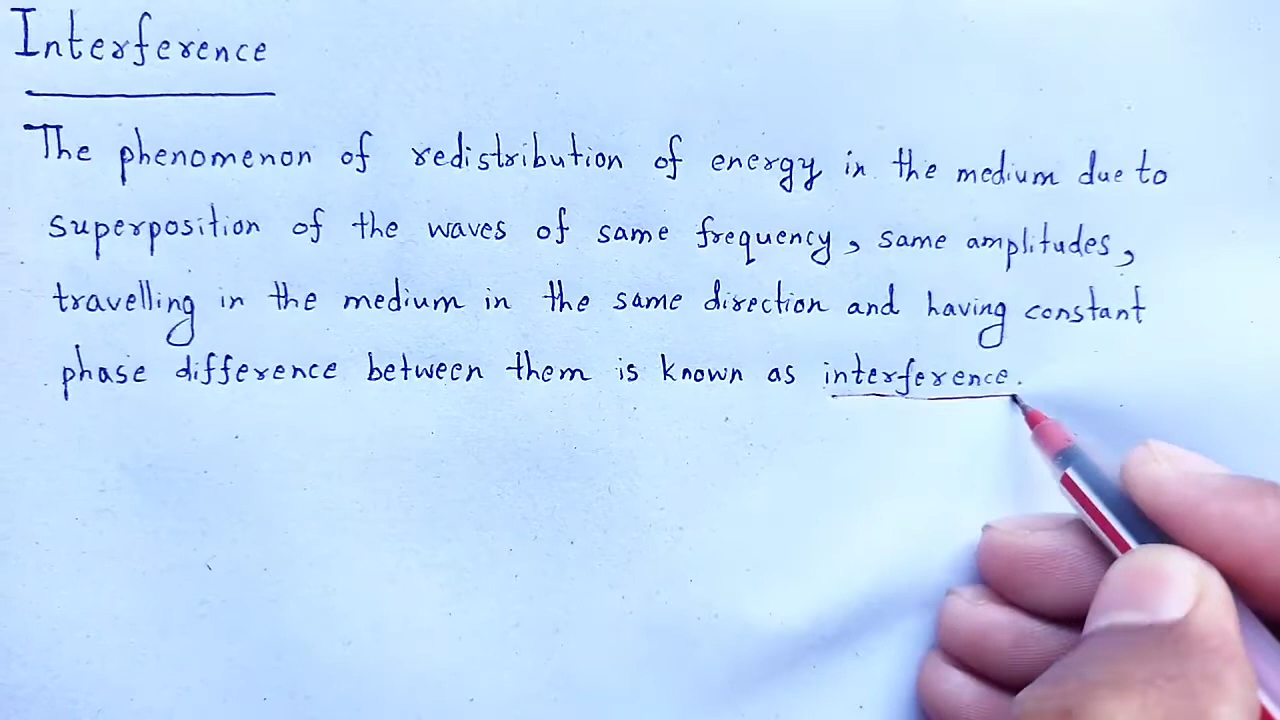 Interference
The phenomenon of redistribution of energy in the medium due to
superposition of the waves of same frequency, same amplitudes,
travelling in the medium in the same direction and having constant
phase difference between them is known as interference.